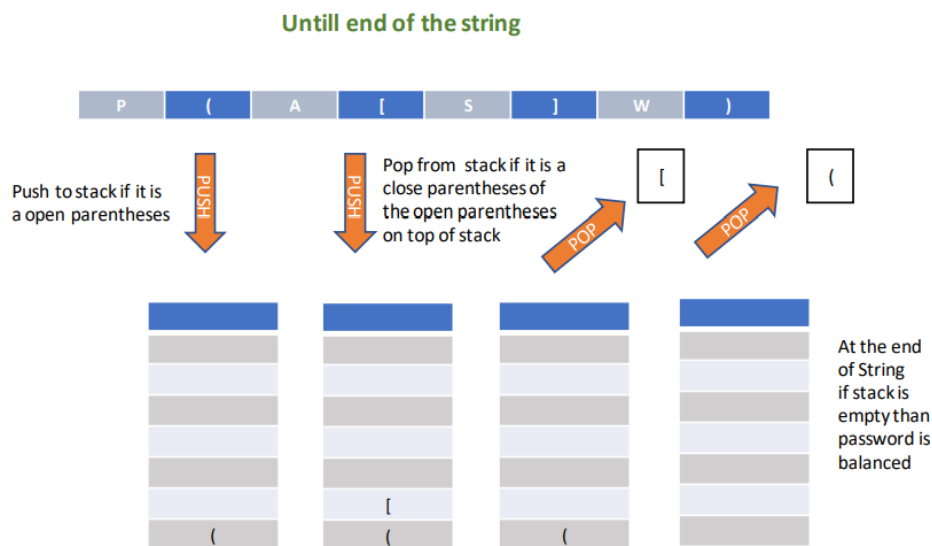 Untill end of the string
P ( A [ S ] W )
Push to stack if it is
a open parentheses
PUSH
PUSH
Pop from stack if it is a
close parentheses of
the open parentheses
on top of stack
POP
[
POP
(
At the end
of String
if stack is
empty than
password is
balanced
[
( ( (